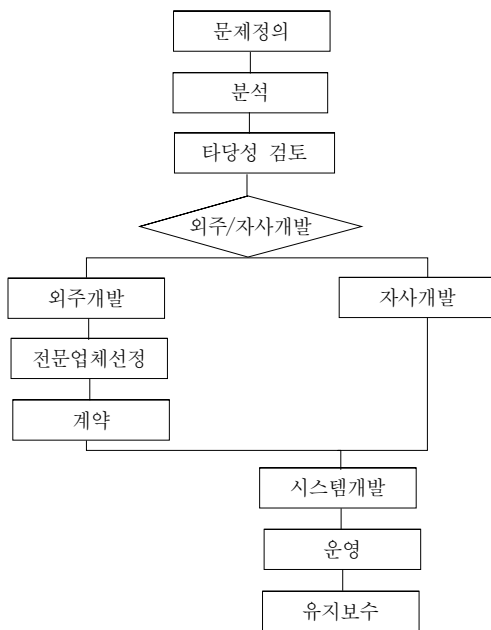 문제정의
분석
타당성 검토
외주/자사개발
외주개발
자사개발
전문업체선정
계약
시스템개발
운영
유지보수